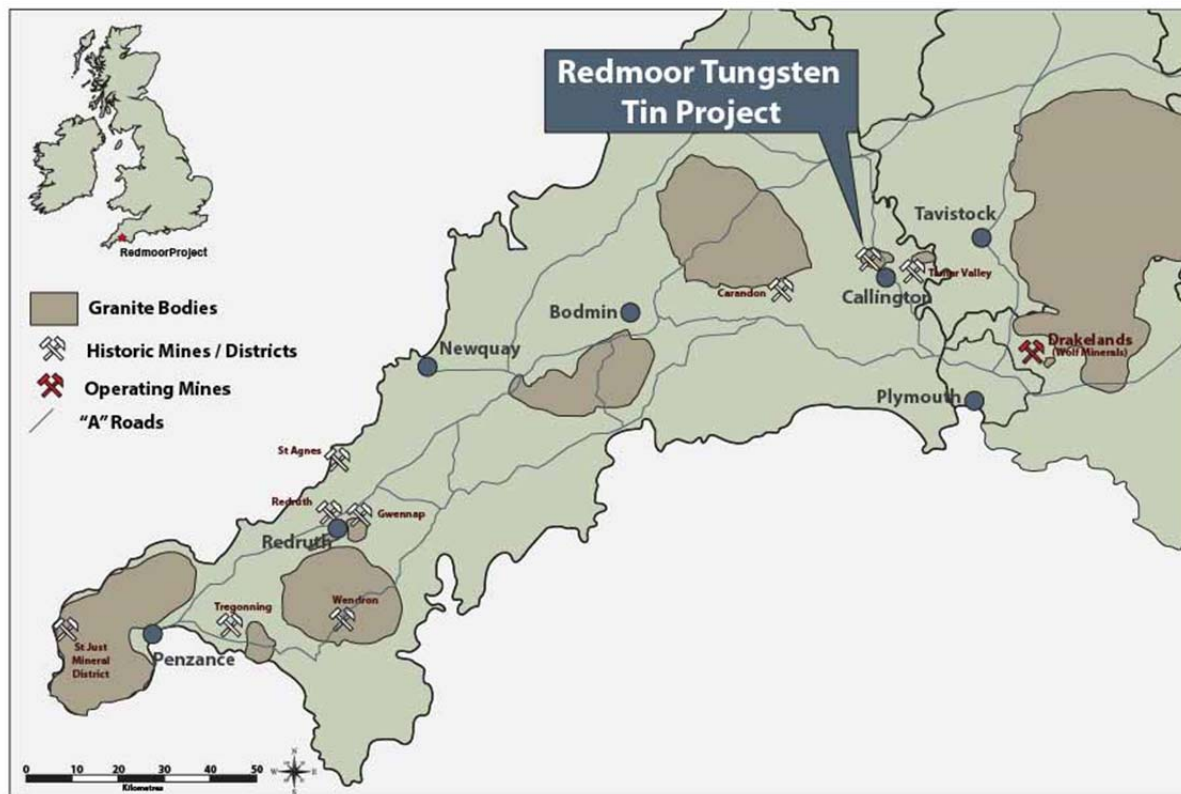 Redmoor Tungsten
Tin Project
RedmoorProject
Granite Bodies
Historic Mines / Districts
Operating Mines
"A" Roads
Tavistock
Tamar Valley
Carandon
Callington
Bodmin
Drakelands
(Wolf Minerals)
Newquay
Plymouth
St Agnes
Redruth
Gwennap
Redruth
Tregonning
Wendron
St Just
Mineral
District
Penzance
0 10 20 30 40 50
Kilometres
N
W E
S